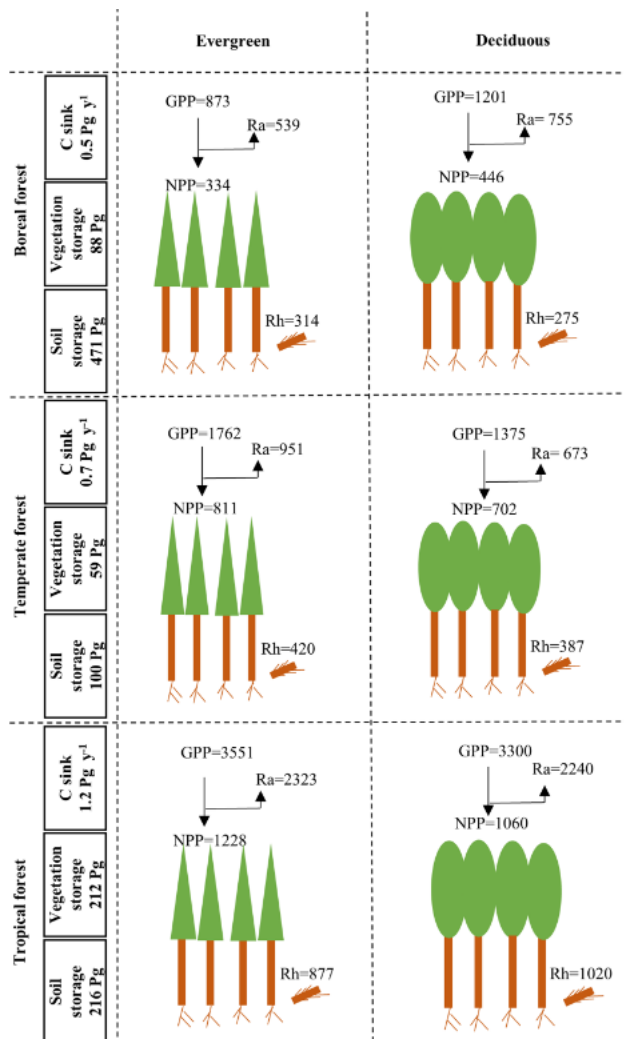 Evergreen
Deciduous
Boreal forest
C sink
0.5 Pg y¹
Vegetation
storage
88 Pg
Soil
storage
471 Pg
GPP=873
Ra=539
NPP=334
Rh=314
GPP=1201
Ra= 755
NPP=446
Rh=275
Temperate forest
C sink
0.7 Pg y⁻¹
Vegetation
storage
59 Pg
Soil
storage
100 Pg
GPP=1762
Ra=951
NPP=811
Rh=420
GPP=1375
Ra= 673
NPP=702
Rh=387
Tropical forest
C sink
1.2 Pg y⁻¹
Vegetation
storage
212 Pg
Soil
storage
216 Pg
GPP=3551
Ra=2323
NPP=1228
Rh=877
GPP=3300
Ra=2240
NPP=1060
Rh=1020